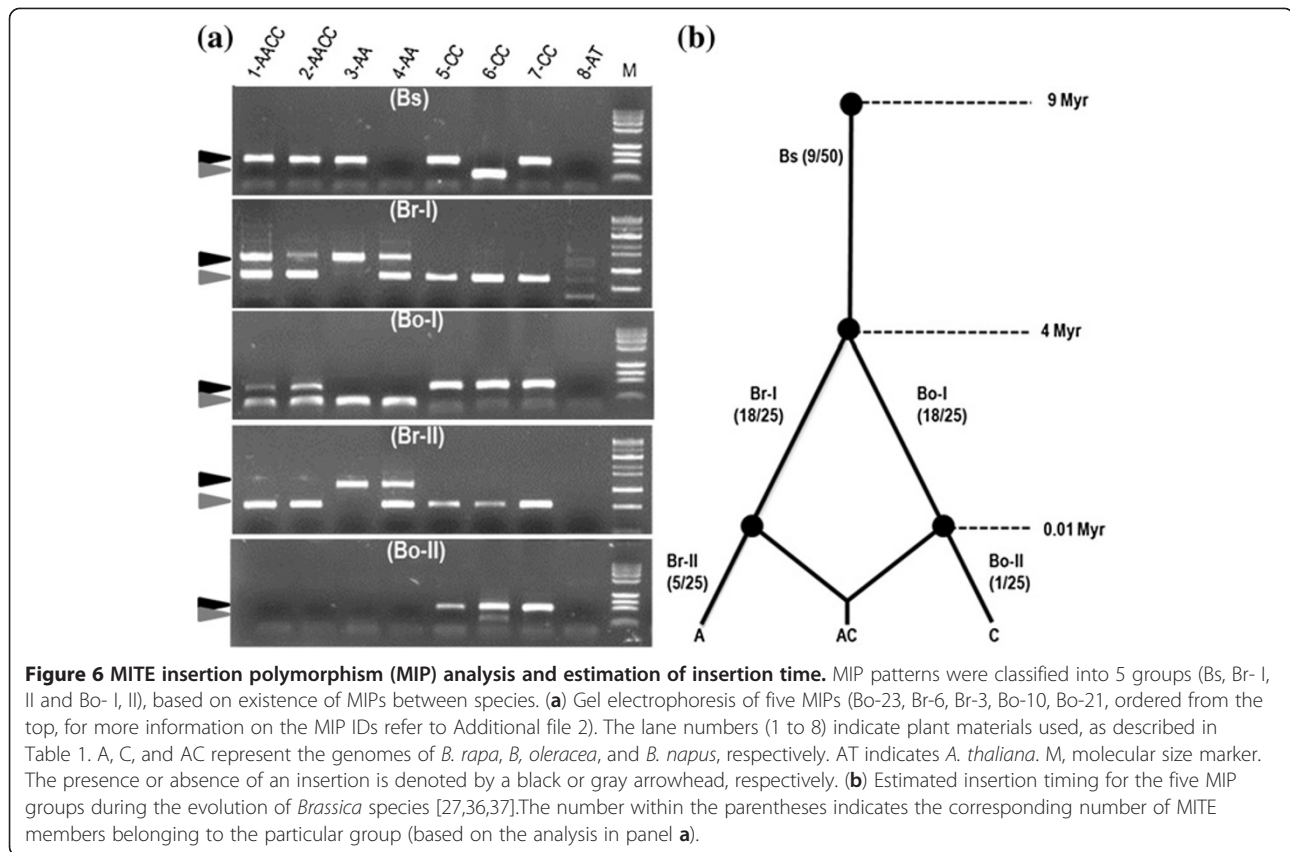 (a)
1-AACC 2-AACC 3-AA 4-AA 5-CC 6-CC 7-CC 8-AT M
(Bs)
(Br-I)
(Bo-I)
(Br-II)
(Bo-II)
(b)
9 Myr
Bs (9/50)
4 Myr
Br-I
(18/25)
Bo-I
(18/25)
0.01 Myr
Br-II
(5/25)
Bo-II
(1/25)
A AC C
Figure 6 MITE insertion polymorphism (MIP) analysis and estimation of insertion time. MIP patterns were classified into 5 groups (Bs, Br- I,
II and Bo- I, II), based on existence of MIPs between species. (a) Gel electrophoresis of five MIPs (Bo-23, Br-6, Br-3, Bo-10, Bo-21, ordered from the
top, for more information on the MIP IDs refer to Additional file 2). The lane numbers (1 to 8) indicate plant materials used, as described in
Table 1. A, C, and AC represent the genomes of B. rapa, B, oleracea, and B. napus, respectively. AT indicates A. thaliana. M, molecular size marker.
The presence or absence of an insertion is denoted by a black or gray arrowhead, respectively. (b) Estimated insertion timing for the five MIP
groups during the evolution of Brassica species [27,36,37].The number within the parentheses indicates the corresponding number of MITE
members belonging to the particular group (based on the analysis in panel a).